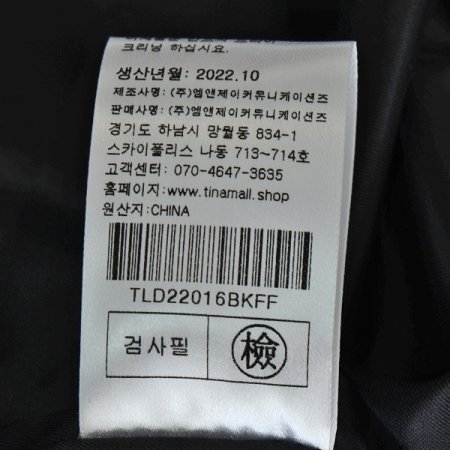 크리닝 하십시요.
생산년월: 2022.10
제조사명: (주)엠앤제이커뮤니케이션즈
판매사명: (주)엠앤제이커뮤니케이션즈
경기도 하남시 망월동 834-1
스카이폴리스 나동 713~714호
고객센터: 070-4647-3635
홈페이지:www.tinamall.shop
원산지:CHINA
TLD22016BKFF
검사필 檢